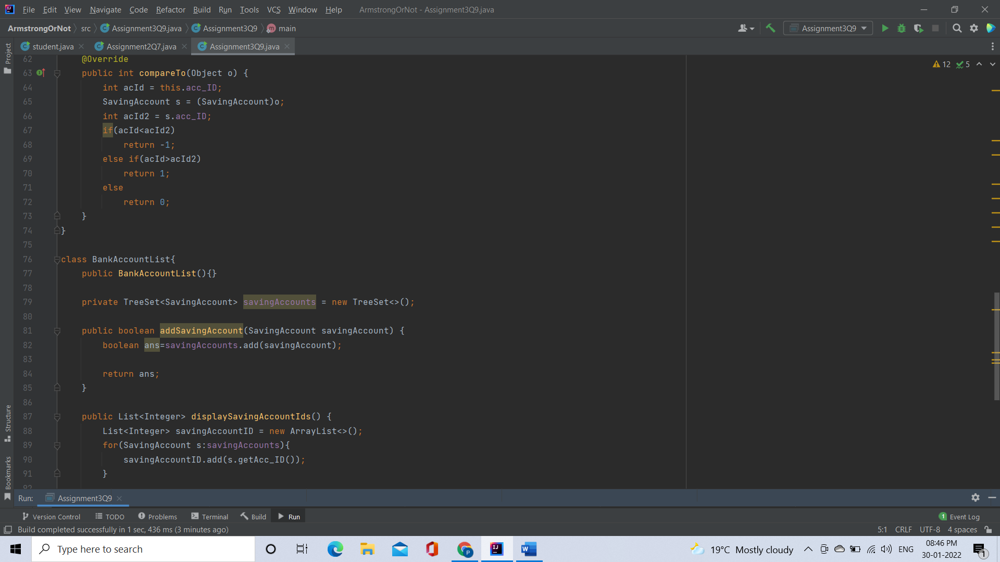 File Edit View Navigate Code Refactor Build Run Tools VCS Window Help ArmstrongOrNot - Assignment3Q9.java
ArmstrongOrNot src Assignment3Q9.java Assignment3Q9 main Assignment3Q9
student.java Assignment2Q7.java Assignment3Q9.java
Project
12 5
62 @Override
63 public int compareTo(Object o) {
64 int acId = this.acc_ID;
65 SavingAccount s = (SavingAccount)o;
66 int acId2 = s.acc_ID;
67 if(acId<acId2)
68 return -1;
69 else if(acId>acId2)
70 return 1;
71 else
72 return 0;
73 }
74 }
75
76 class BankAccountList{
77 public BankAccountList(){}
78
79 private TreeSet<SavingAccount> savingAccounts = new TreeSet<>();
80
81 public boolean addSavingAccount(SavingAccount savingAccount) {
82 boolean ans=savingAccounts.add(savingAccount);
83
84 return ans;
85 }
86
87 public List<Integer> displaySavingAccountIds() {
88 List<Integer> savingAccountID = new ArrayList<>();
89 for(SavingAccount s:savingAccounts){
90 savingAccountID.add(s.getAcc_ID());
91 }
92
Structure
Bookmarks
Run: Assignment3Q9
Version Control TODO Problems Terminal Build Run 1 Event Log
Build completed successfully in 1 sec, 436 ms (3 minutes ago) 5:1 CRLF UTF-8 4 spaces
Type here to search 19°C Mostly cloudy ENG 08:46 PM
30-01-2022 1